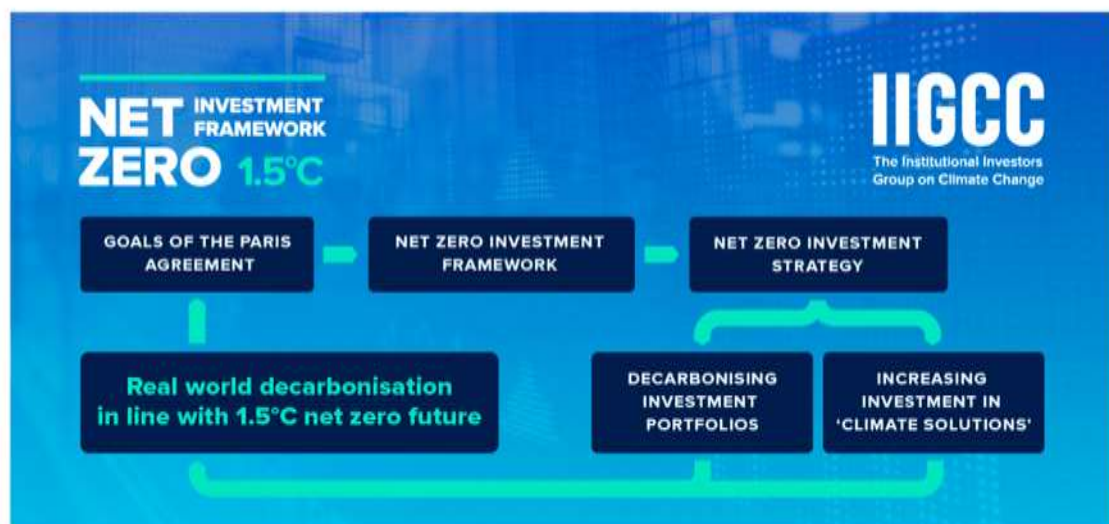 NET INVESTMENT
FRAMEWORK
ZERO 1.5°C
IIGCC
The Institutional Investors
Group on Climate Change
GOALS OF THE PARIS
AGREEMENT
NET ZERO INVESTMENT
FRAMEWORK
NET ZERO INVESTMENT
STRATEGY
Real world decarbonisation
in line with 1.5°C net zero future
DECARBONISING
INVESTMENT
PORTFOLIOS
INCREASING
INVESTMENT IN
‘CLIMATE SOLUTIONS’